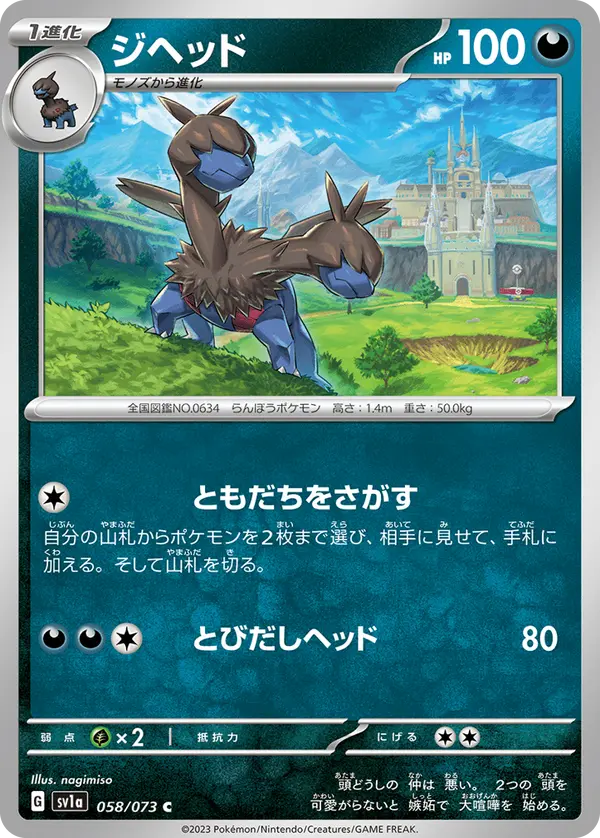 1進化 ジヘッド HP 100
モノズから進化
全国図鑑NO.0634 らんぼうポケモン 高さ:1.4m 重さ:50.0kg
ともだちをさがす
自分の山札からポケモンを2枚まで選び、相手に見せて、手札に
加える。そして山札を切る。
とびだしヘッド 80
弱点 ×2 抵抗力 にげる
Illus. nagimiso
G sv1a 058/073 C
頭どうしの 仲は 悪い。 2つの 頭を
可愛がらないと 嫉妬で 大喧嘩を 始める。
©2023 Pokémon/Nintendo/Creatures/GAME FREAK.